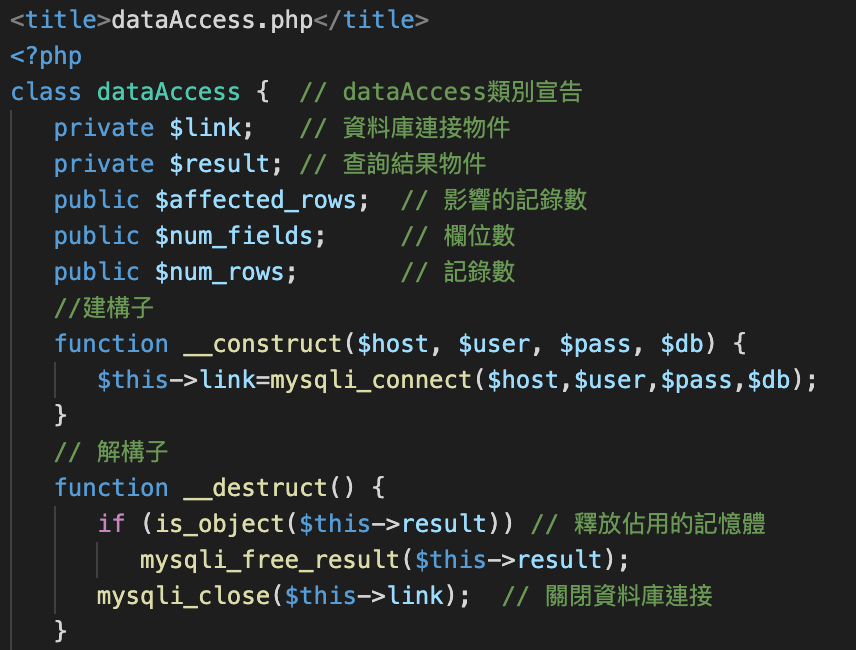 <title>dataAccess.php</title>
<?php
class dataAccess {  // dataAccess類別宣告
   private $link;   // 資料庫連接物件
   private $result; // 查詢結果物件
   public $affected_rows;  // 影響的記錄數
   public $num_fields;     // 欄位數
   public $num_rows;       // 記錄數
   //建構子
   function __construct($host, $user, $pass, $db) {
      $this->link=mysqli_connect($host,$user,$pass,$db);
   }
   // 解構子
   function __destruct() {
      if (is_object($this->result)) // 釋放佔用的記憶體
         mysqli_free_result($this->result);
      mysqli_close($this->link);  // 關閉資料庫連接
   }